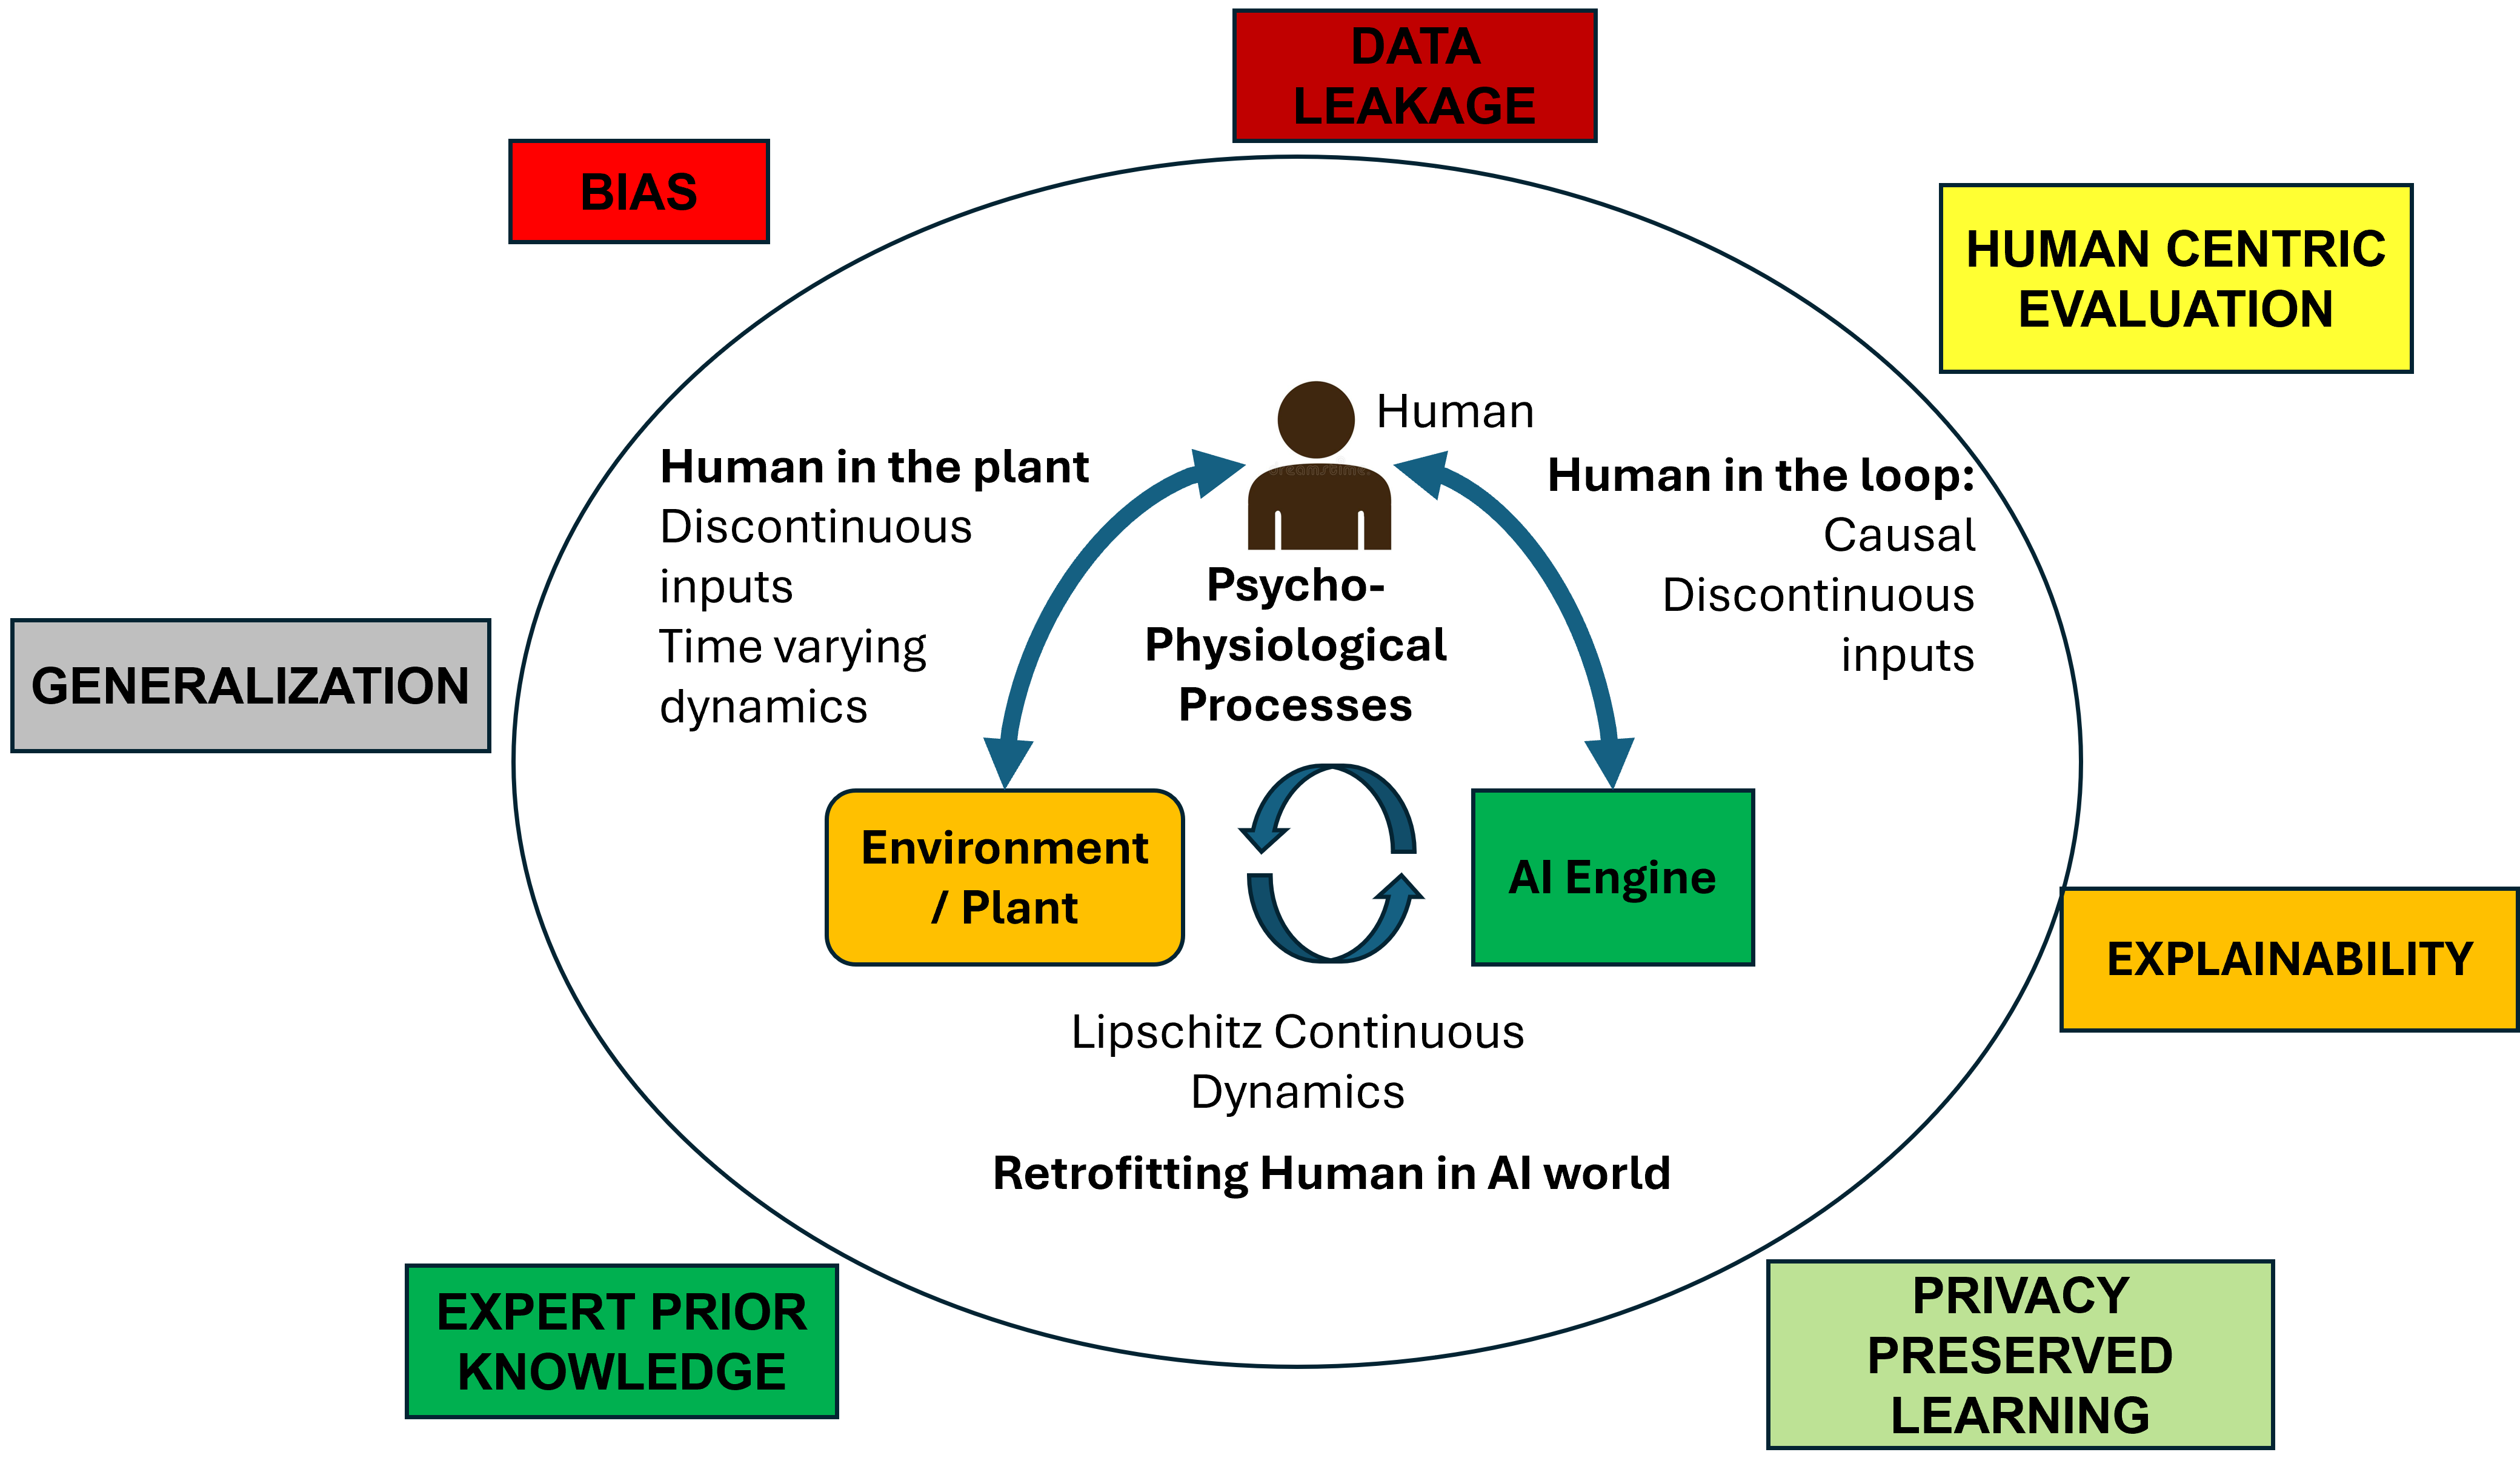 DATA
LEAKAGE
BIAS
HUMAN CENTRIC
EVALUATION
Human
Human in the plant
Discontinuous
inputs
Time varying
dynamics
Human in the loop:
Causal
Discontinuous
inputs
Psycho-
Physiological
Processes
GENERALIZATION
Environment
/ Plant
AI Engine
EXPLAINABILITY
Lipschitz Continuous
Dynamics
Retrofitting Human in AI world
EXPERT PRIOR
KNOWLEDGE
PRIVACY
PRESERVED
LEARNING